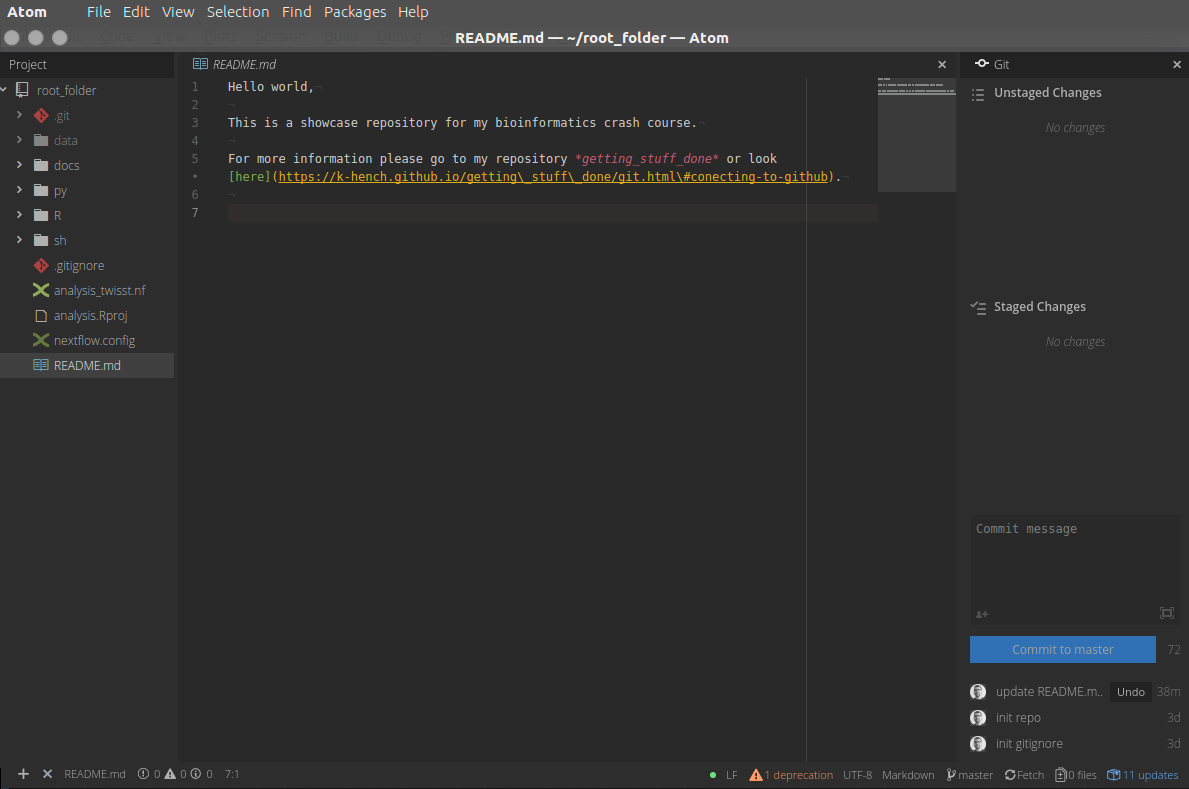 Atom File Edit View Selection Find Packages Help
README.md — ~/root_folder — Atom
Project
root_folder
.git
data
docs
py
R
sh
.gitignore
analysis_twisst.nf
analysis.Rproj
nextflow.config
README.md
README.md
1 Hello world,¬
2 ¬
3 This is a showcase repository for my bioinformatics crash course.¬
4 ¬
5 For more information please go to my repository *getting_stuff_done* or look
• [here](https://k-hench.github.io/getting\_stuff\_done/git.html\#conecting-to-github).¬
6 ¬
7
Git
Unstaged Changes
No changes
Staged Changes
No changes
Commit message
Commit to master 72
update README.m.. Undo 38m
init repo 3d
init gitignore 3d
README.md 0 0 0 7:1
LF 1 deprecation UTF-8 Markdown master Fetch 0 files 11 updates